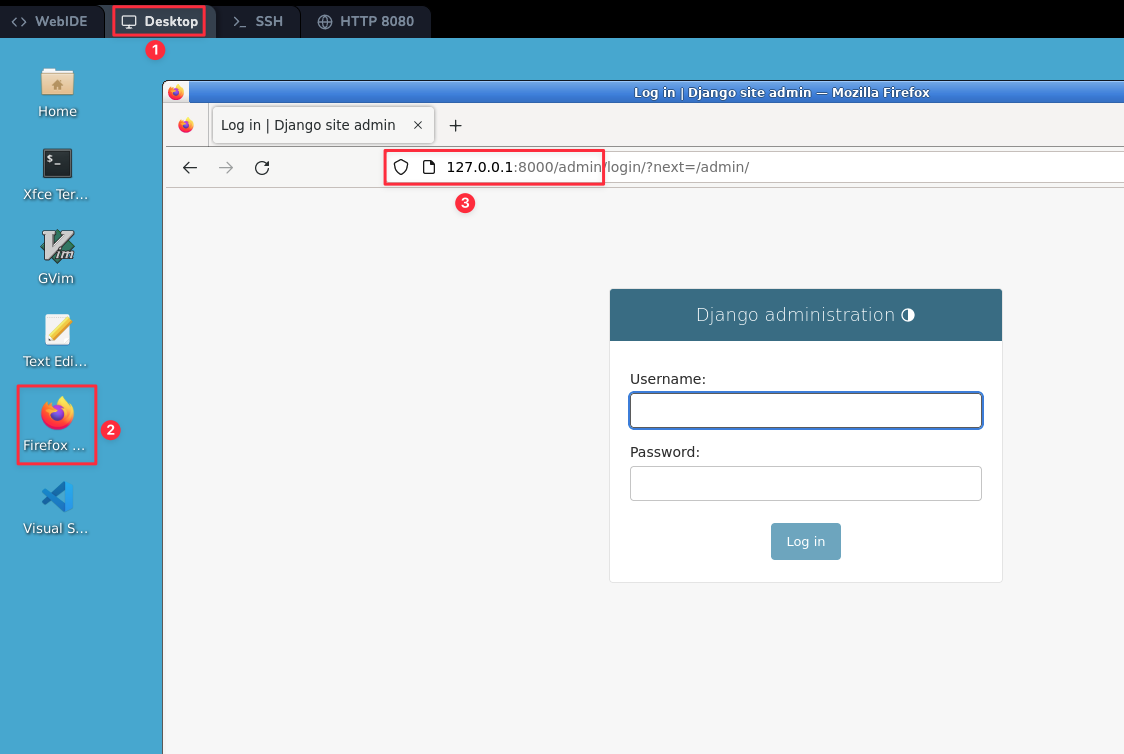 WebIDE Desktop SSH HTTP 8080
1
Home
Xfce Ter...
GVim
Text Edi...
Firefox ...
2
Visual S...
Log in | Django site admin — Mozilla Firefox
Log in | Django site admin
127.0.0.1:8000/admin/login/?next=/admin/
3
Django administration
Username:
Password:
Log in